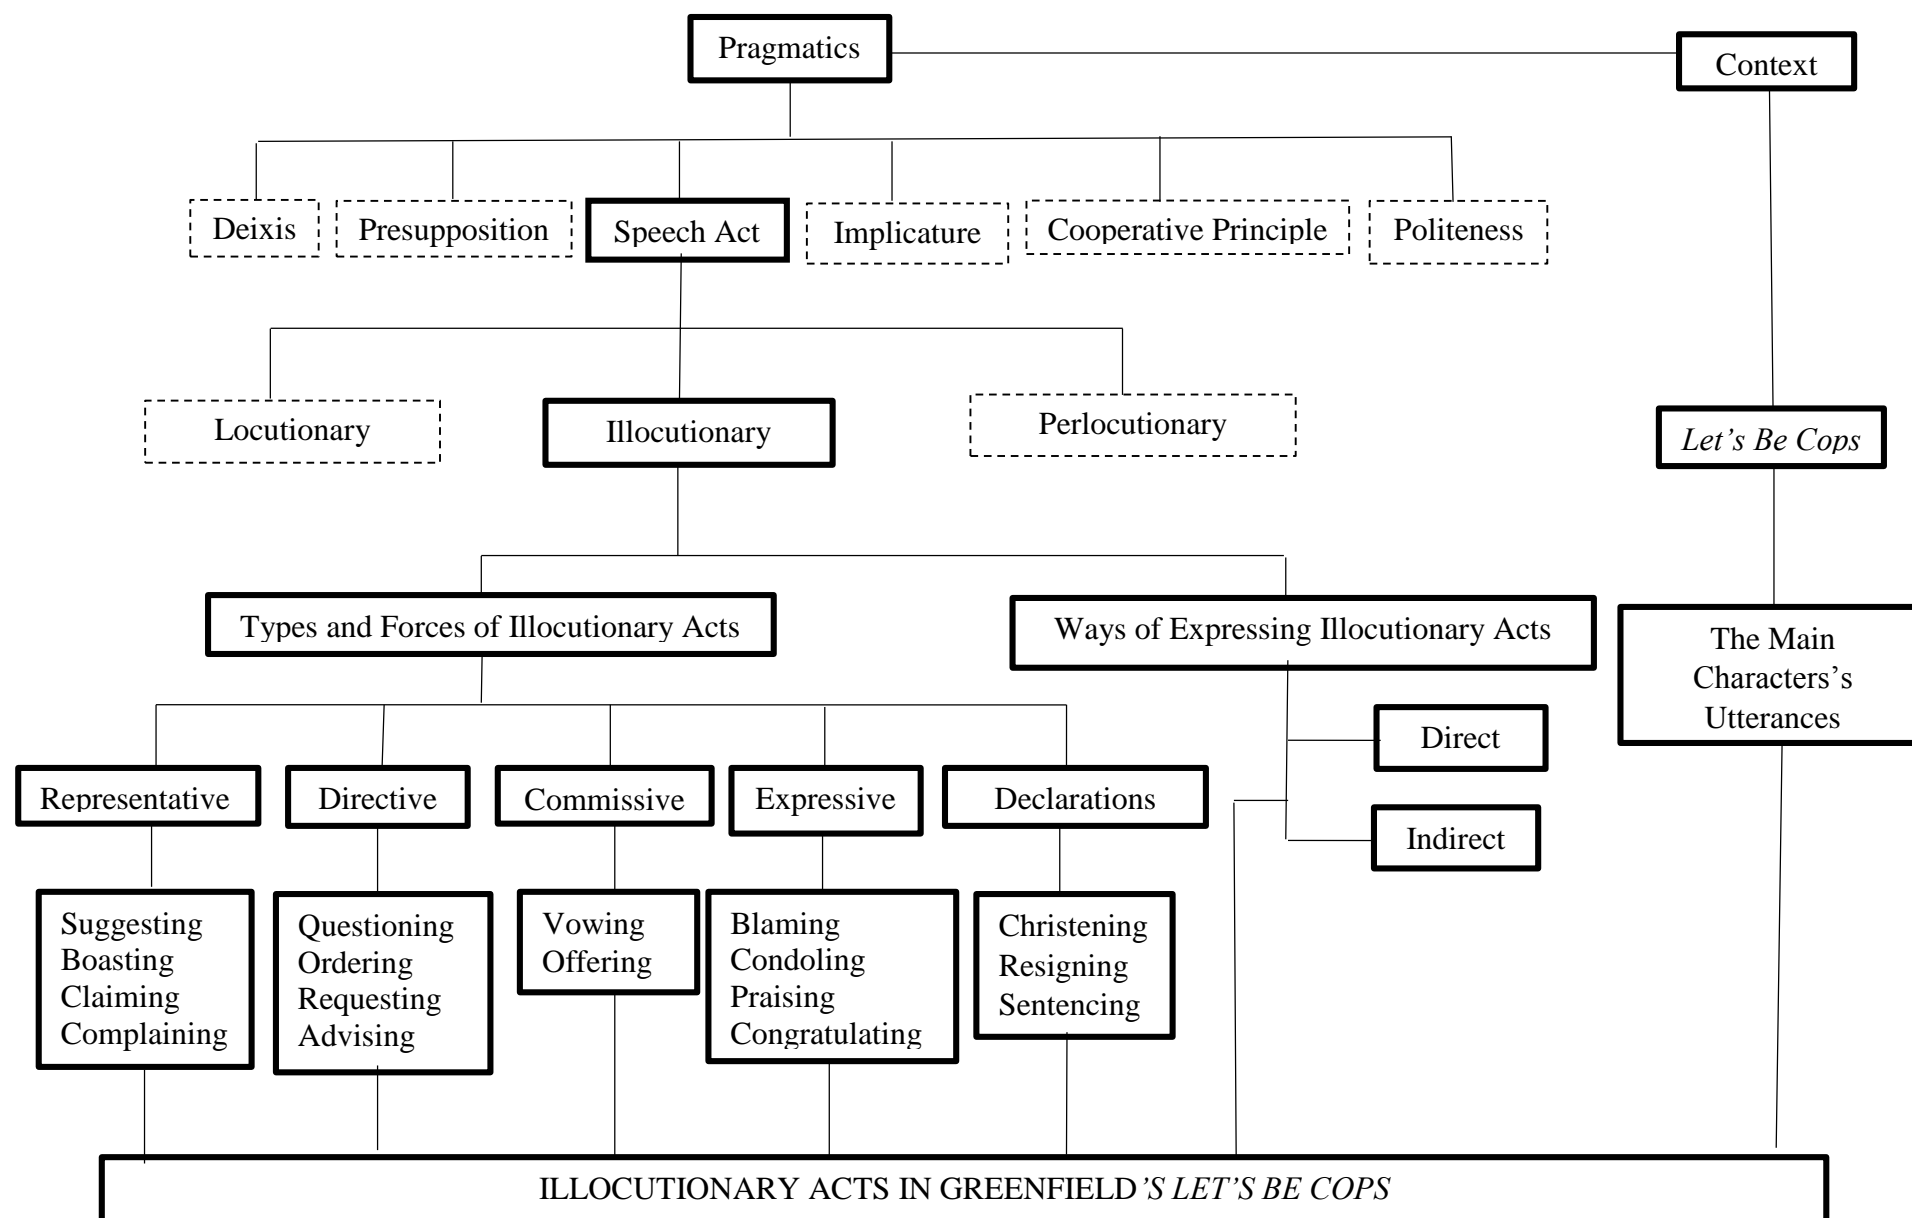 Pragmatics
Context
Deixis
Presupposition
Speech Act
Implicature
Cooperative Principle
Politeness
Locutionary
Illocutionary
Perlocutionary
Let’s Be Cops
Types and Forces of Illocutionary Acts
Ways of Expressing Illocutionary Acts
The Main
Characters’s
Utterances
Direct
Indirect
Representative
Directive
Commissive
Expressive
Declarations
Suggesting
Boasting
Claiming
Complaining
Questioning
Ordering
Requesting
Advising
Vowing
Offering
Blaming
Condoling
Praising
Congratulating
Christening
Resigning
Sentencing
ILLOCUTIONARY ACTS IN GREENFIELD’S LET’S BE COPS